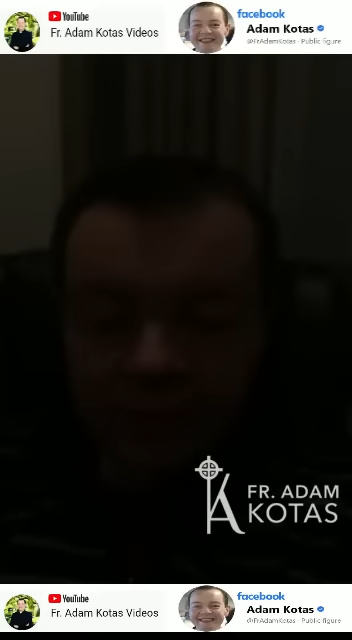 YouTube
Fr. Adam Kotas Videos
facebook
Adam Kotas
@FrAdamKotas · Public figure
FR. ADAM
KOTAS
YouTube
Fr. Adam Kotas Videos
facebook
Adam Kotas
@FrAdamKotas · Public figure